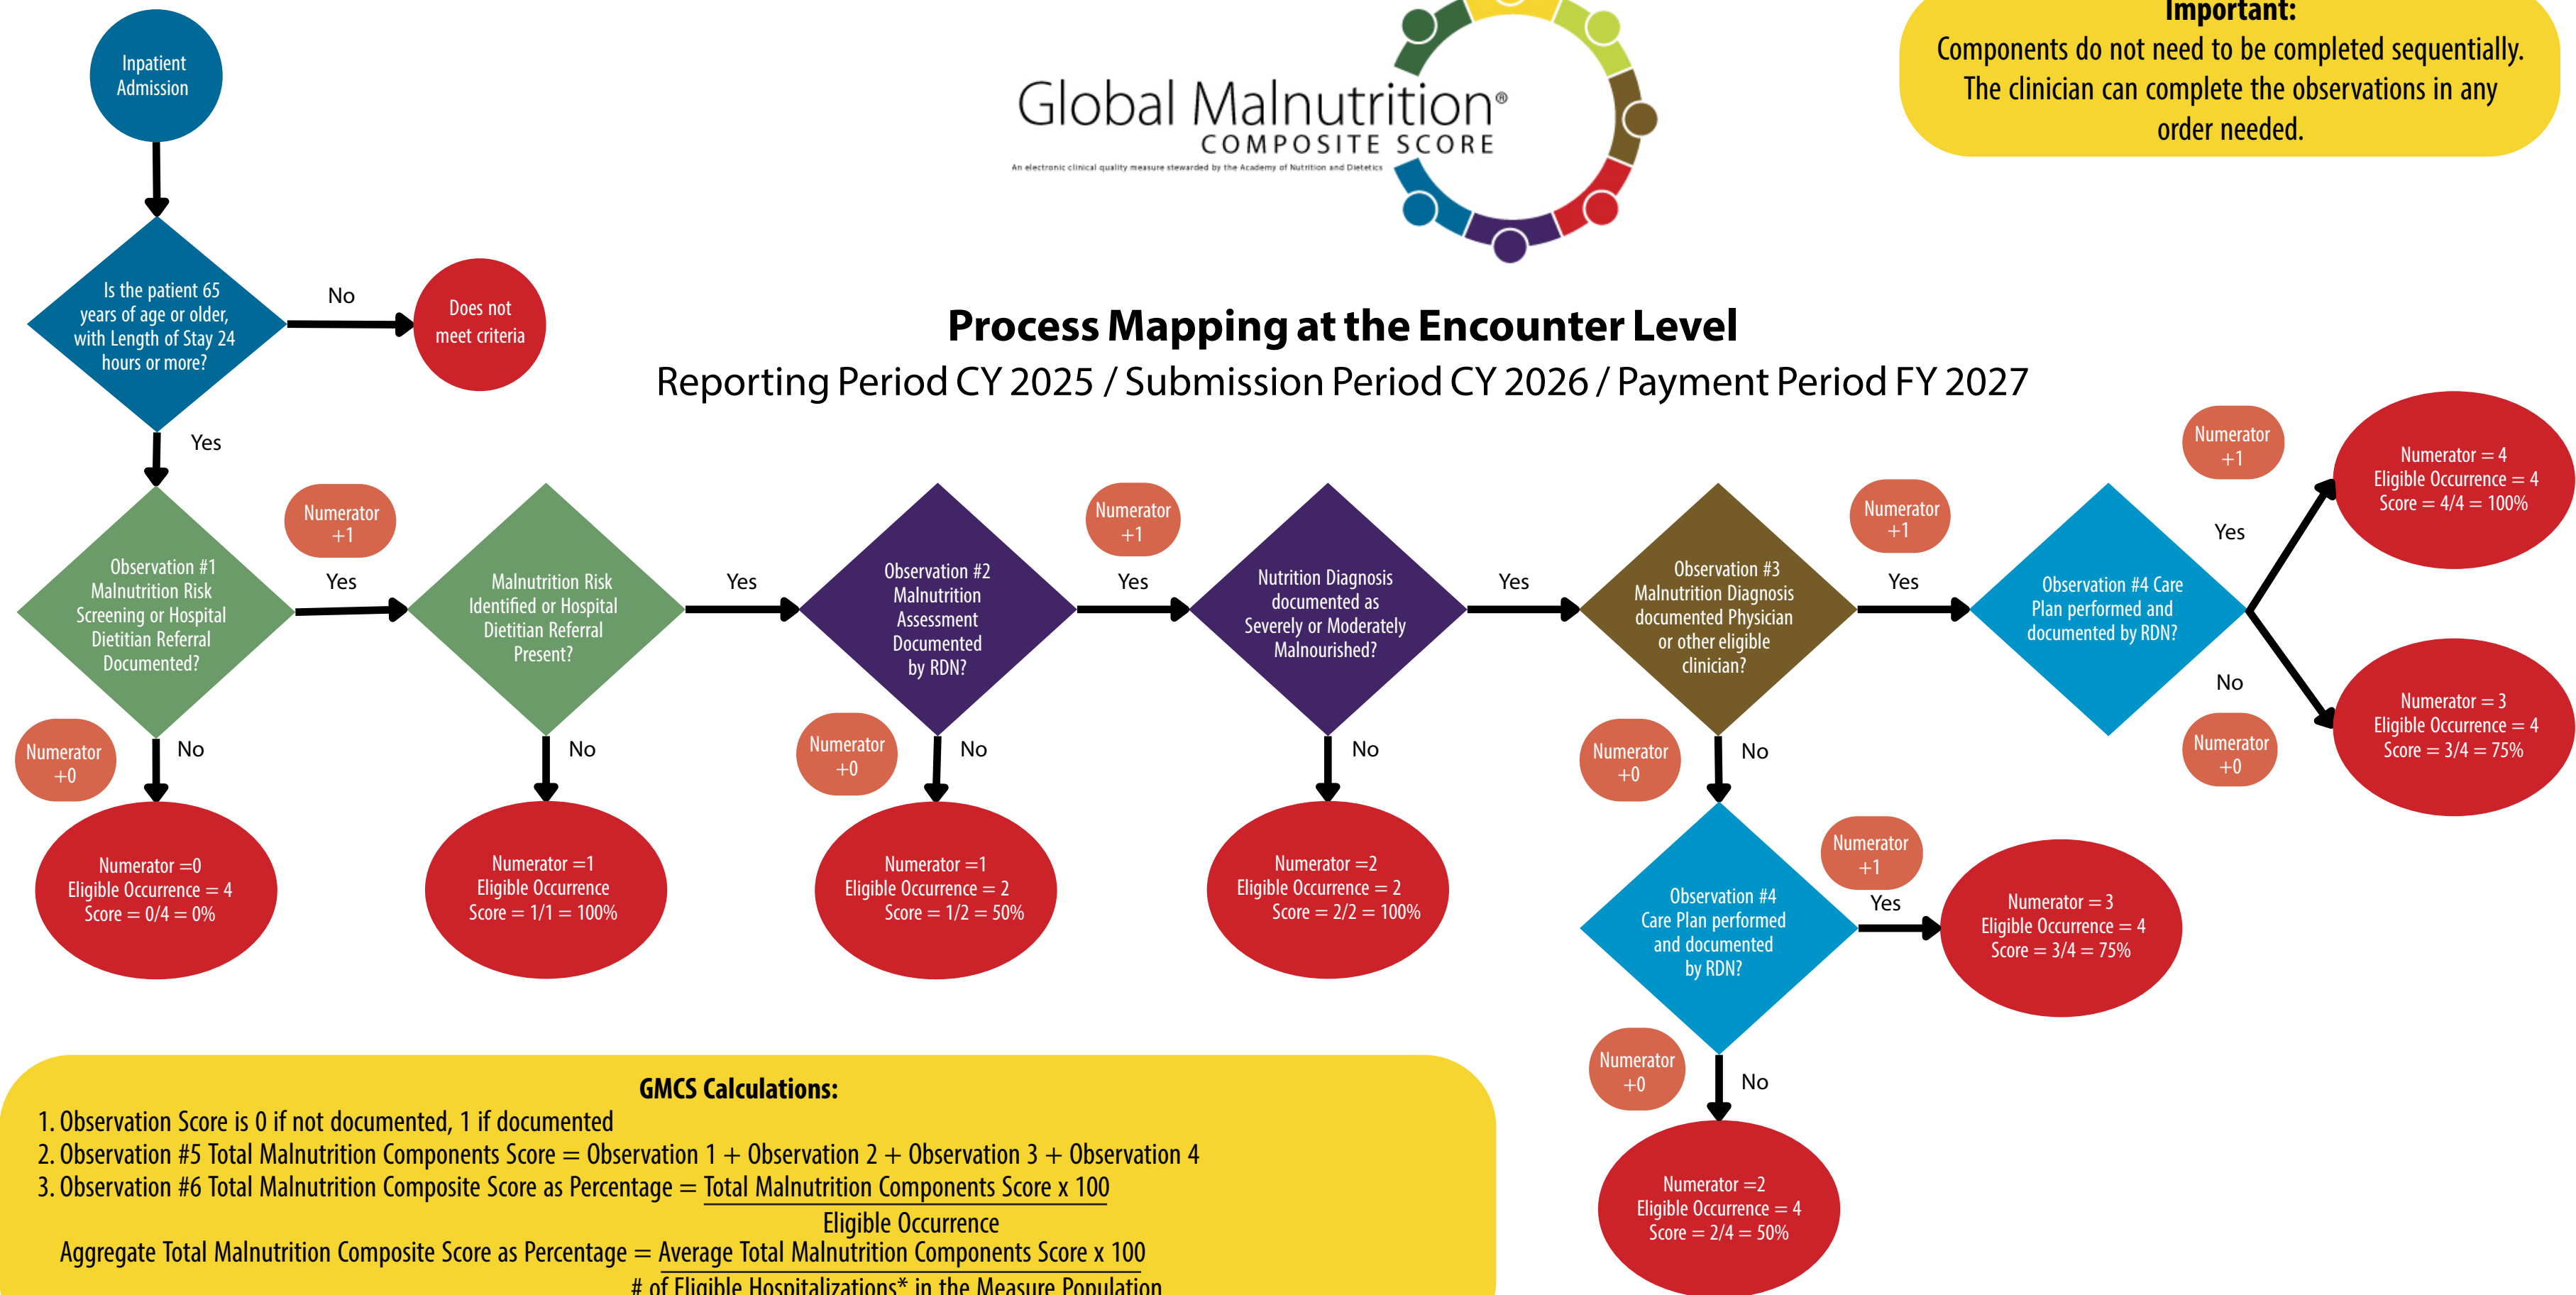 Important:
Components do not need to be completed sequentially.
The clinician can complete the observations in any
order needed.
Global Malnutrition®
COMPOSITE SCORE
An electronic clinical quality measure stewarded by the Academy of Nutrition and Dietetics
Process Mapping at the Encounter Level
Reporting Period CY 2025 / Submission Period CY 2026 / Payment Period FY 2027
Inpatient
Admission
Is the patient 65
years of age or older,
with Length of Stay 24
hours or more?
No
Does not
meet criteria
Yes
Observation #1
Malnutrition Risk
Screening or Hospital
Dietitian Referral
Documented?
Numerator
+1
Yes
Numerator
+0
No
Numerator =0
Eligible Occurrence = 4
Score = 0/4 = 0%
Malnutrition Risk
Identified or Hospital
Dietitian Referral
Present?
Yes
No
Numerator =1
Eligible Occurrence
Score = 1/1 = 100%
Observation #2
Malnutrition
Assessment
Documented
by RDN?
Numerator
+1
Yes
Numerator
+0
No
Numerator =1
Eligible Occurrence = 2
Score = 1/2 = 50%
Nutrition Diagnosis
documented as
Severely or Moderately
Malnourished?
Yes
No
Numerator =2
Eligible Occurrence = 2
Score = 2/2 = 100%
Observation #3
Malnutrition Diagnosis
documented Physician
or other eligible
clinician?
Numerator
+1
Yes
Numerator
+0
No
Observation #4 Care
Plan performed and
documented by RDN?
Numerator
+1
Yes
Numerator = 4
Eligible Occurrence = 4
Score = 4/4 = 100%
No
Numerator
+0
Numerator = 3
Eligible Occurrence = 4
Score = 3/4 = 75%
Observation #4
Care Plan performed
and documented
by RDN?
Numerator
+1
Yes
Numerator = 3
Eligible Occurrence = 4
Score = 3/4 = 75%
Numerator
+0
No
Numerator =2
Eligible Occurrence = 4
Score = 2/4 = 50%
GMCS Calculations:
1. Observation Score is 0 if not documented, 1 if documented
2. Observation #5 Total Malnutrition Components Score = Observation 1 + Observation 2 + Observation 3 + Observation 4
3. Observation #6 Total Malnutrition Composite Score as Percentage = Total Malnutrition Components Score x 100
Eligible Occurrence
Aggregate Total Malnutrition Composite Score as Percentage = Average Total Malnutrition Components Score x 100
# of Eligible Hospitalizations* in the Measure Population